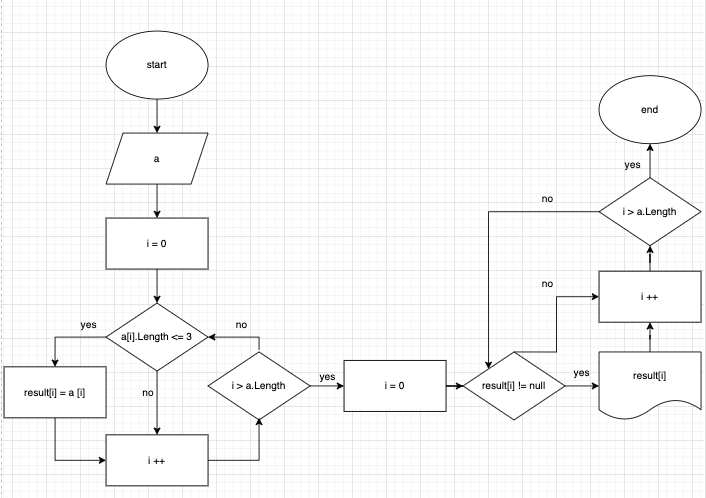 start
a
i = 0
a[i].Length <= 3
yes
no
result[i] = a [i]
i ++
no
i > a.Length
yes
i = 0
result[i] != null
no
yes
result[i]
i ++
i > a.Length
no
yes
end